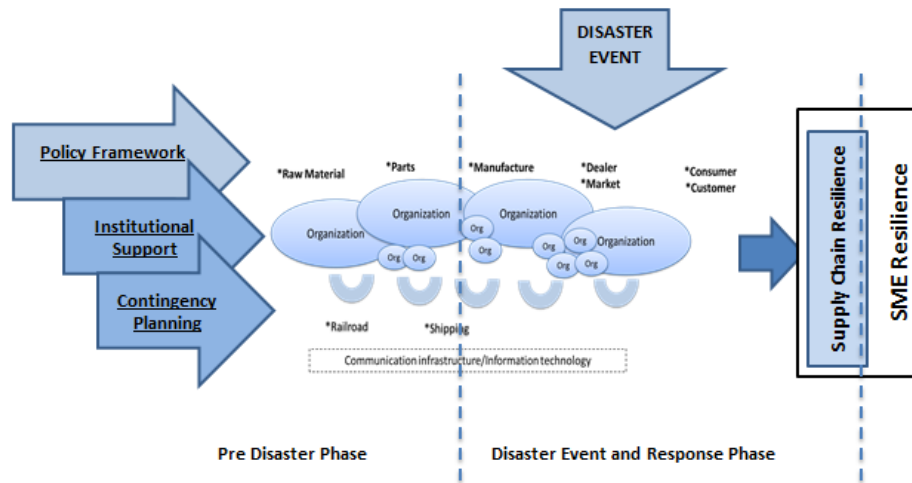 DISASTER
EVENT
Policy Framework
Institutional
Support
Contingency
Planning
*Raw Material
*Parts
*Manufacture
*Dealer
*Market
*Consumer
*Customer
Organization
Organization
Organization
Organization
Org
Org
Org
Org
Org
Org
Org
Org
*Railroad
*Shipping
Communication infrastructure/Information technology
Supply Chain Resilience
SME Resilience
Pre Disaster Phase
Disaster Event and Response Phase